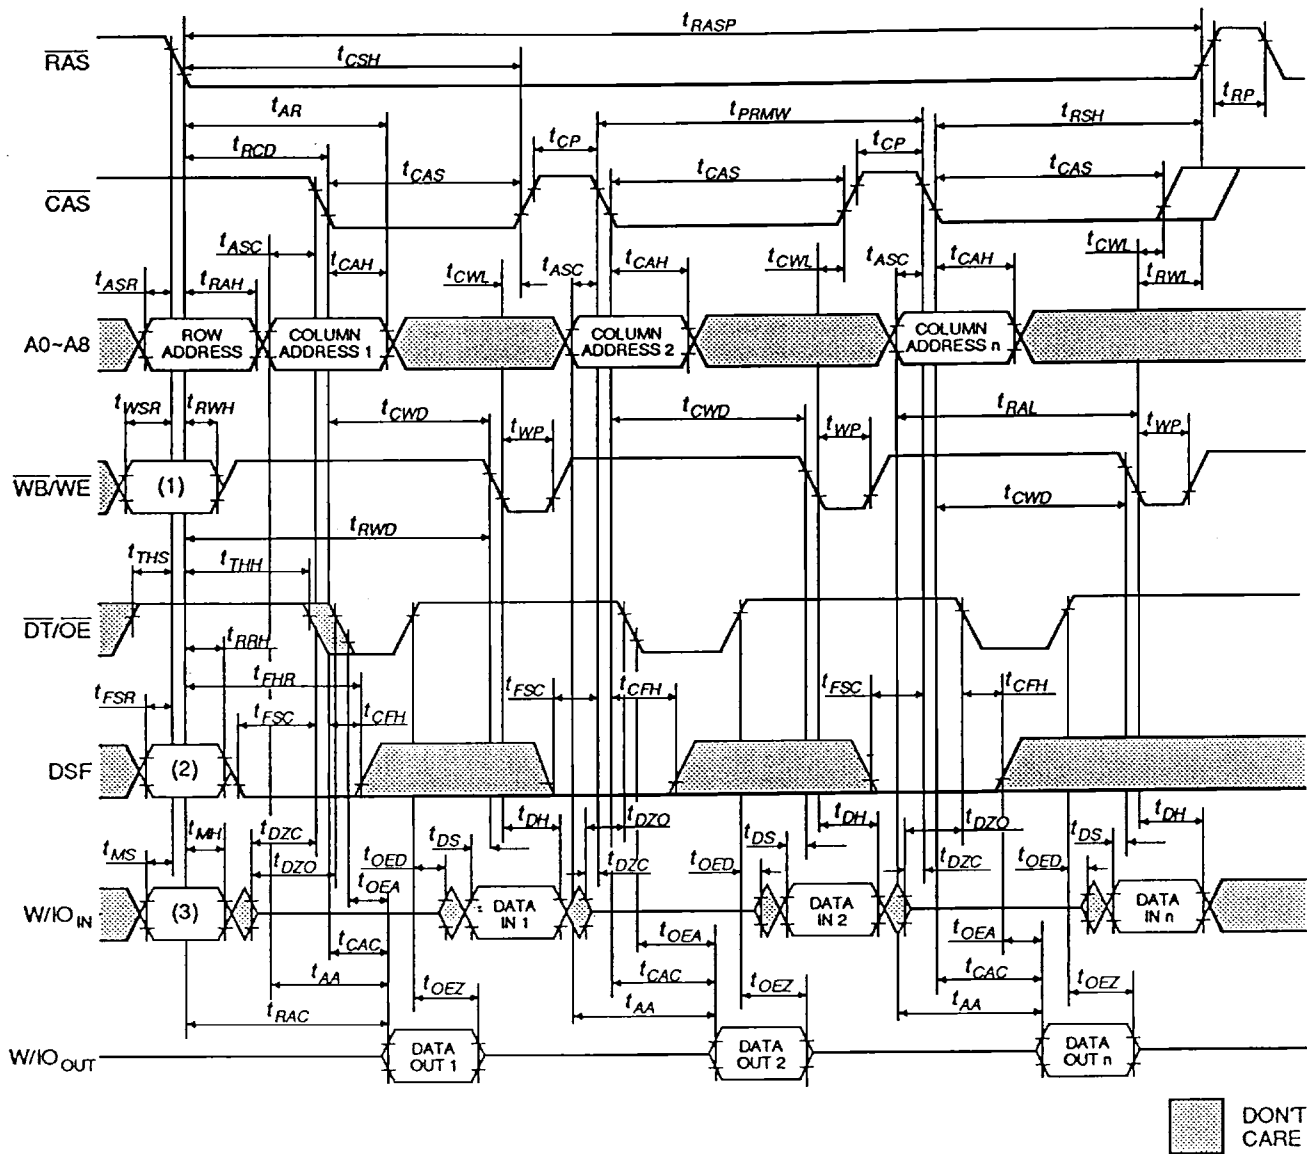 tRASP
RAS
tCSH
tRP
tAR
tPRMW
tRSH
tCP
tCP
tRCD
tCAS
tCAS
tCAS
CAS
tASC
tCAH
tCWL
tASC
tCAH
tCWL
tASC
tCAH
tCWL
tASR
tRAH
tRWL
A0~A8
ROW ADDRESS
COLUMN ADDRESS 1
COLUMN ADDRESS 2
COLUMN ADDRESS n
tWSR
tRWH
tCWD
tWP
tCWD
tWP
tRAL
tWP
WB/WE
(1)
tCWD
tRWD
tTHS
tTHH
DT/OE
tRRH
tFHR
tFSR
tFSC
tCFH
tFSC
tCFH
tFSC
tCFH
DSF
(2)
tMS
tMH
tDZC
tDZO
tOED
tOEA
tDS
tDH
tDZO
tDZC
tOED
tDS
tDH
tDZO
tDZC
tOED
tDS
tDH
W/IO IN
(3)
DATA IN 1
DATA IN 2
DATA IN n
tCAC
tAA
tRAC
tOEZ
tOEA
tCAC
tAA
tOEZ
tOEA
tCAC
tAA
tOEZ
W/IO OUT
DATA OUT 1
DATA OUT 2
DATA OUT n
DON'T CARE